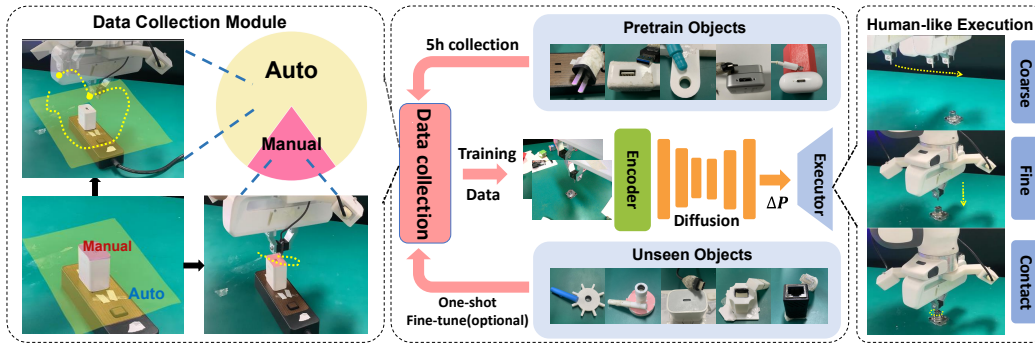 Data Collection Module
Auto
Manual
Manual
Auto
5h collection
Pretrain Objects
Data collection
Training
Data
Encoder
Diffusion
ΔP
Executor
One-shot
Fine-tune(optional)
Unseen Objects
Human-like Execution
Coarse
Fine
Contact